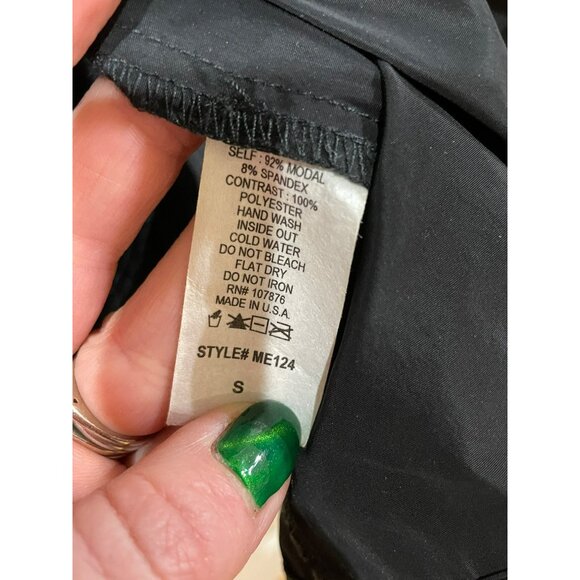 SELF : 92% MODAL
8% SPANDEX
CONTRAST : 100%
POLYESTER
HAND WASH
INSIDE OUT
COLD WATER
DO NOT BLEACH
FLAT DRY
DO NOT IRON
RN# 107876
MADE IN U.S.A.
STYLE# ME124
S